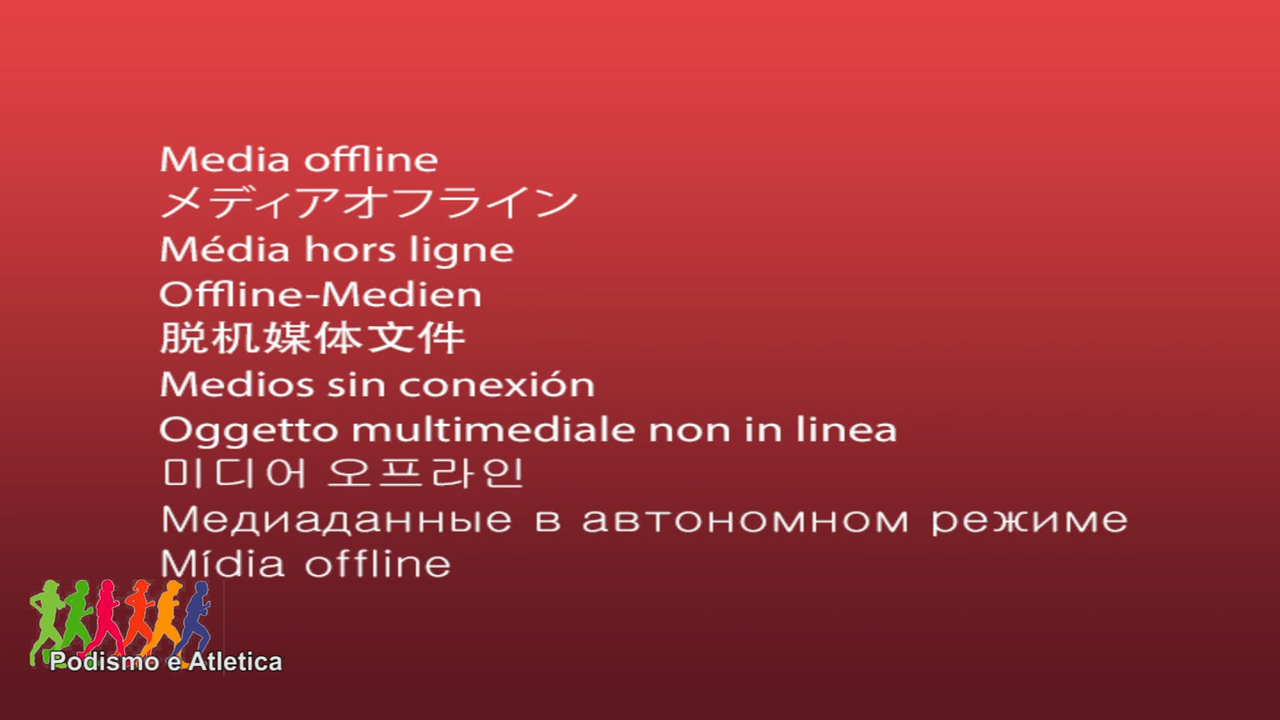 Media offline
メディアオフライン
Média hors ligne
Offline-Medien
脱机媒体文件
Medios sin conexión
Oggetto multimediale non in linea
미디어 오프라인
Медиаданные в автономном режиме
Mídia offline
Podismo e Atletica